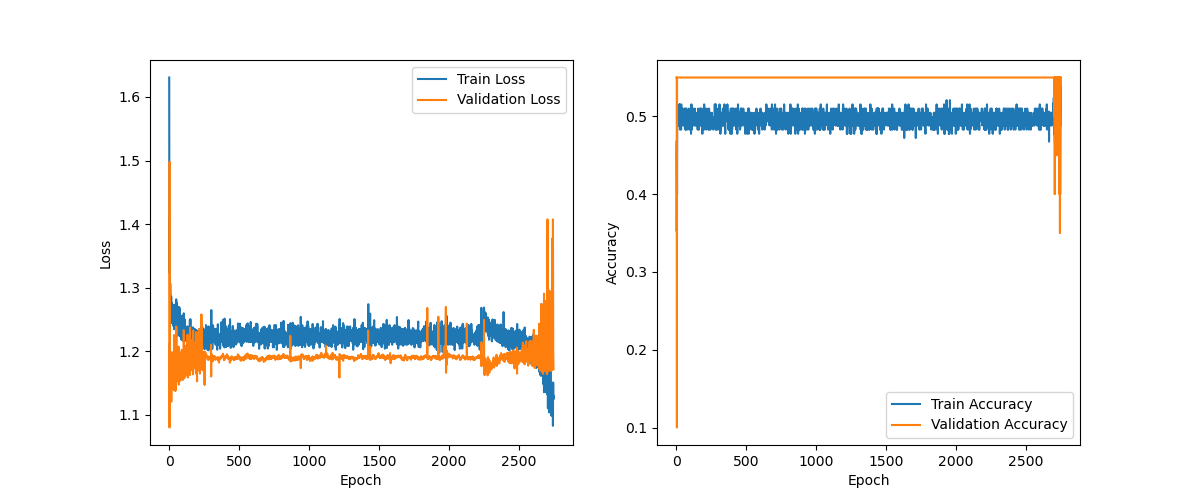 Train Loss
Validation Loss
1.6
1.5
1.4
1.3
1.2
1.1
Loss
0
500
1000
1500
2000
2500
Epoch
0.5
0.4
0.3
0.2
0.1
Accuracy
Train Accuracy
Validation Accuracy
0
500
1000
1500
2000
2500
Epoch